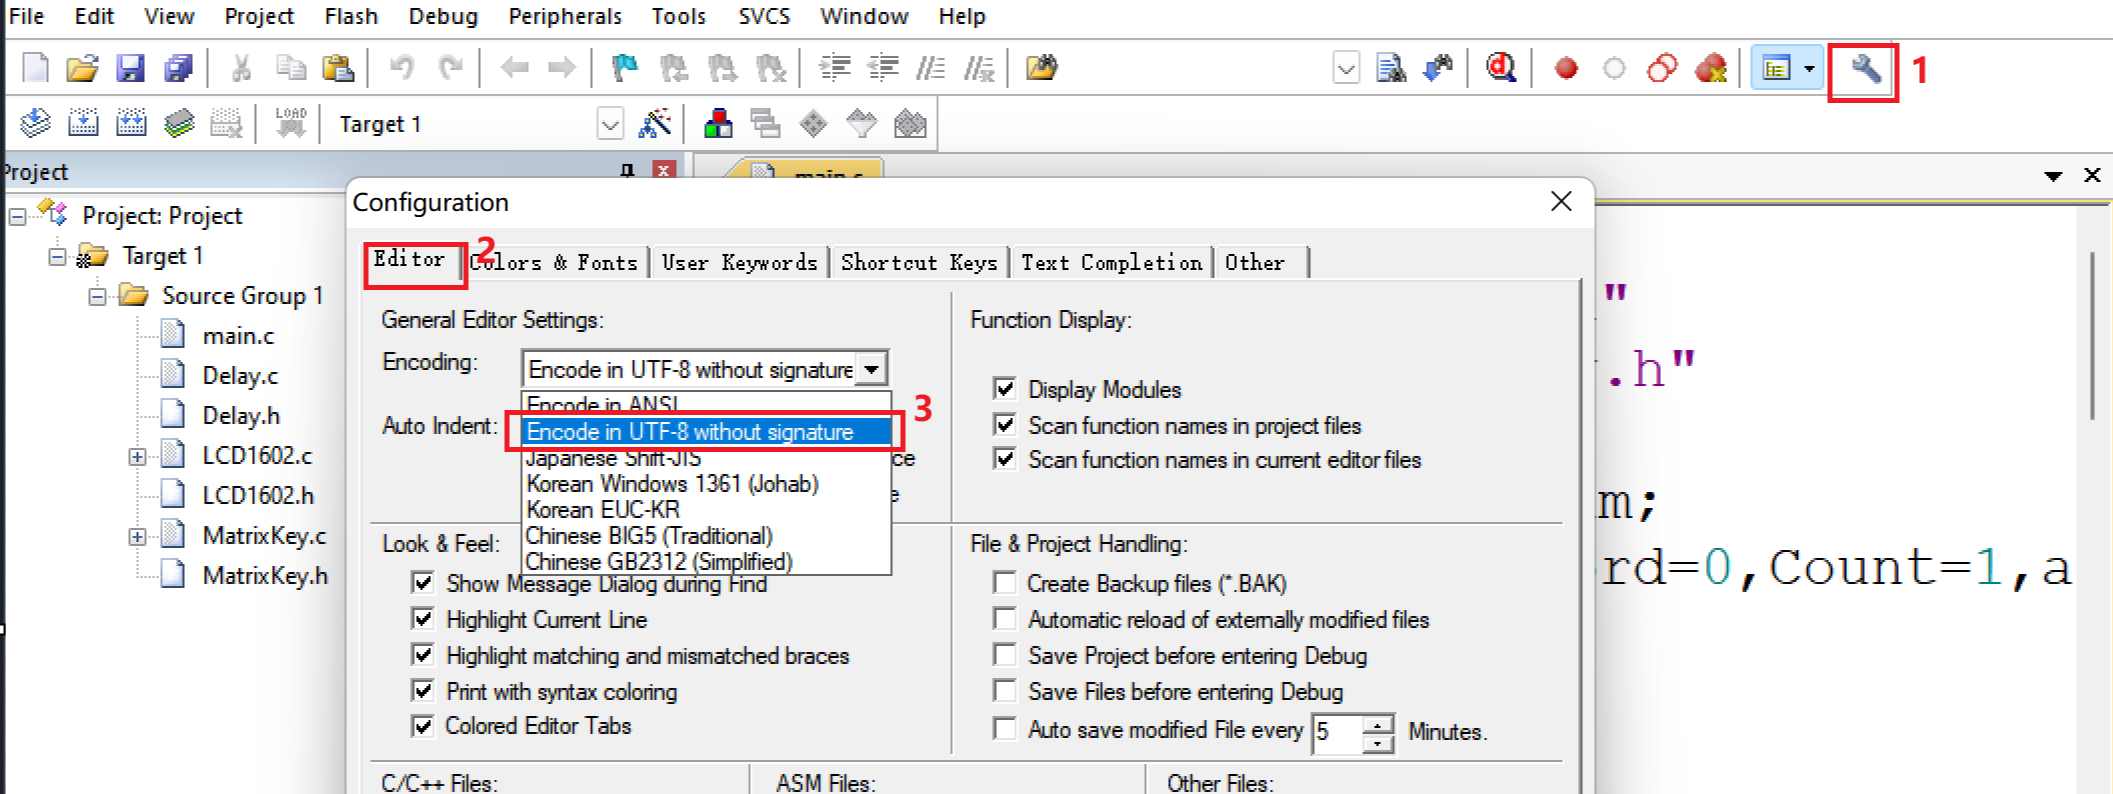 File Edit View Project Flash Debug Peripherals Tools SVCS Window Help
1
LOAD Target 1
Project
main.c
Project: Project
Target 1
Source Group 1
main.c
Delay.c
Delay.h
LCD1602.c
LCD1602.h
MatrixKey.c
MatrixKey.h
Configuration
Editor 2 Colors & Fonts User Keywords Shortcut Keys Text Completion Other
General Editor Settings:
Encoding: Encode in UTF-8 without signature
Encode in ANSI
Auto Indent: Encode in UTF-8 without signature 3
Japanese Shift-JIS
Korean Windows 1361 (Johab)
Korean EUC-KR
Chinese BIG5 (Traditional)
Chinese GB2312 (Simplified)
Function Display:
Display Modules
Scan function names in project files
Scan function names in current editor files
Look & Feel:
Show Message Dialog during Find
Highlight Current Line
Highlight matching and mismatched braces
Print with syntax coloring
Colored Editor Tabs
File & Project Handling:
Create Backup files (*.BAK)
Automatic reload of externally modified files
Save Project before entering Debug
Save Files before entering Debug
Auto save modified File every 5 Minutes.
C/C++ Files: ASM Files: Other Files:
"
.h"
m;
rd=0,Count=1,a